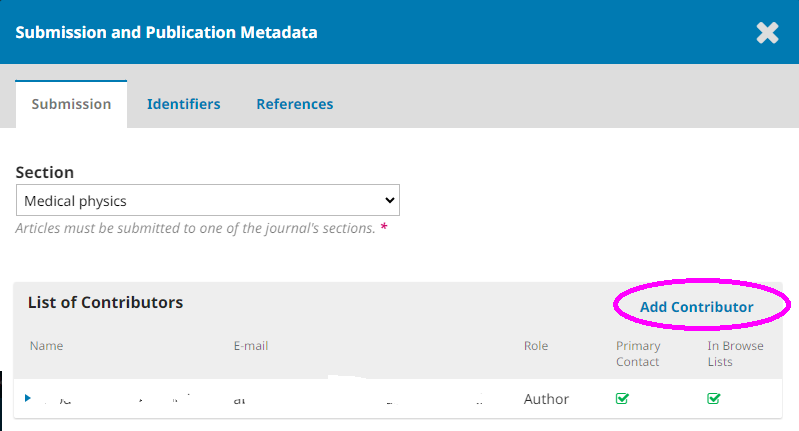 Submission and Publication Metadata
Submission Identifiers References
Section
Medical physics
Articles must be submitted to one of the journal's sections. *
List of Contributors
Add Contributor
Name E-mail Role Primary Contact In Browse Lists
Author